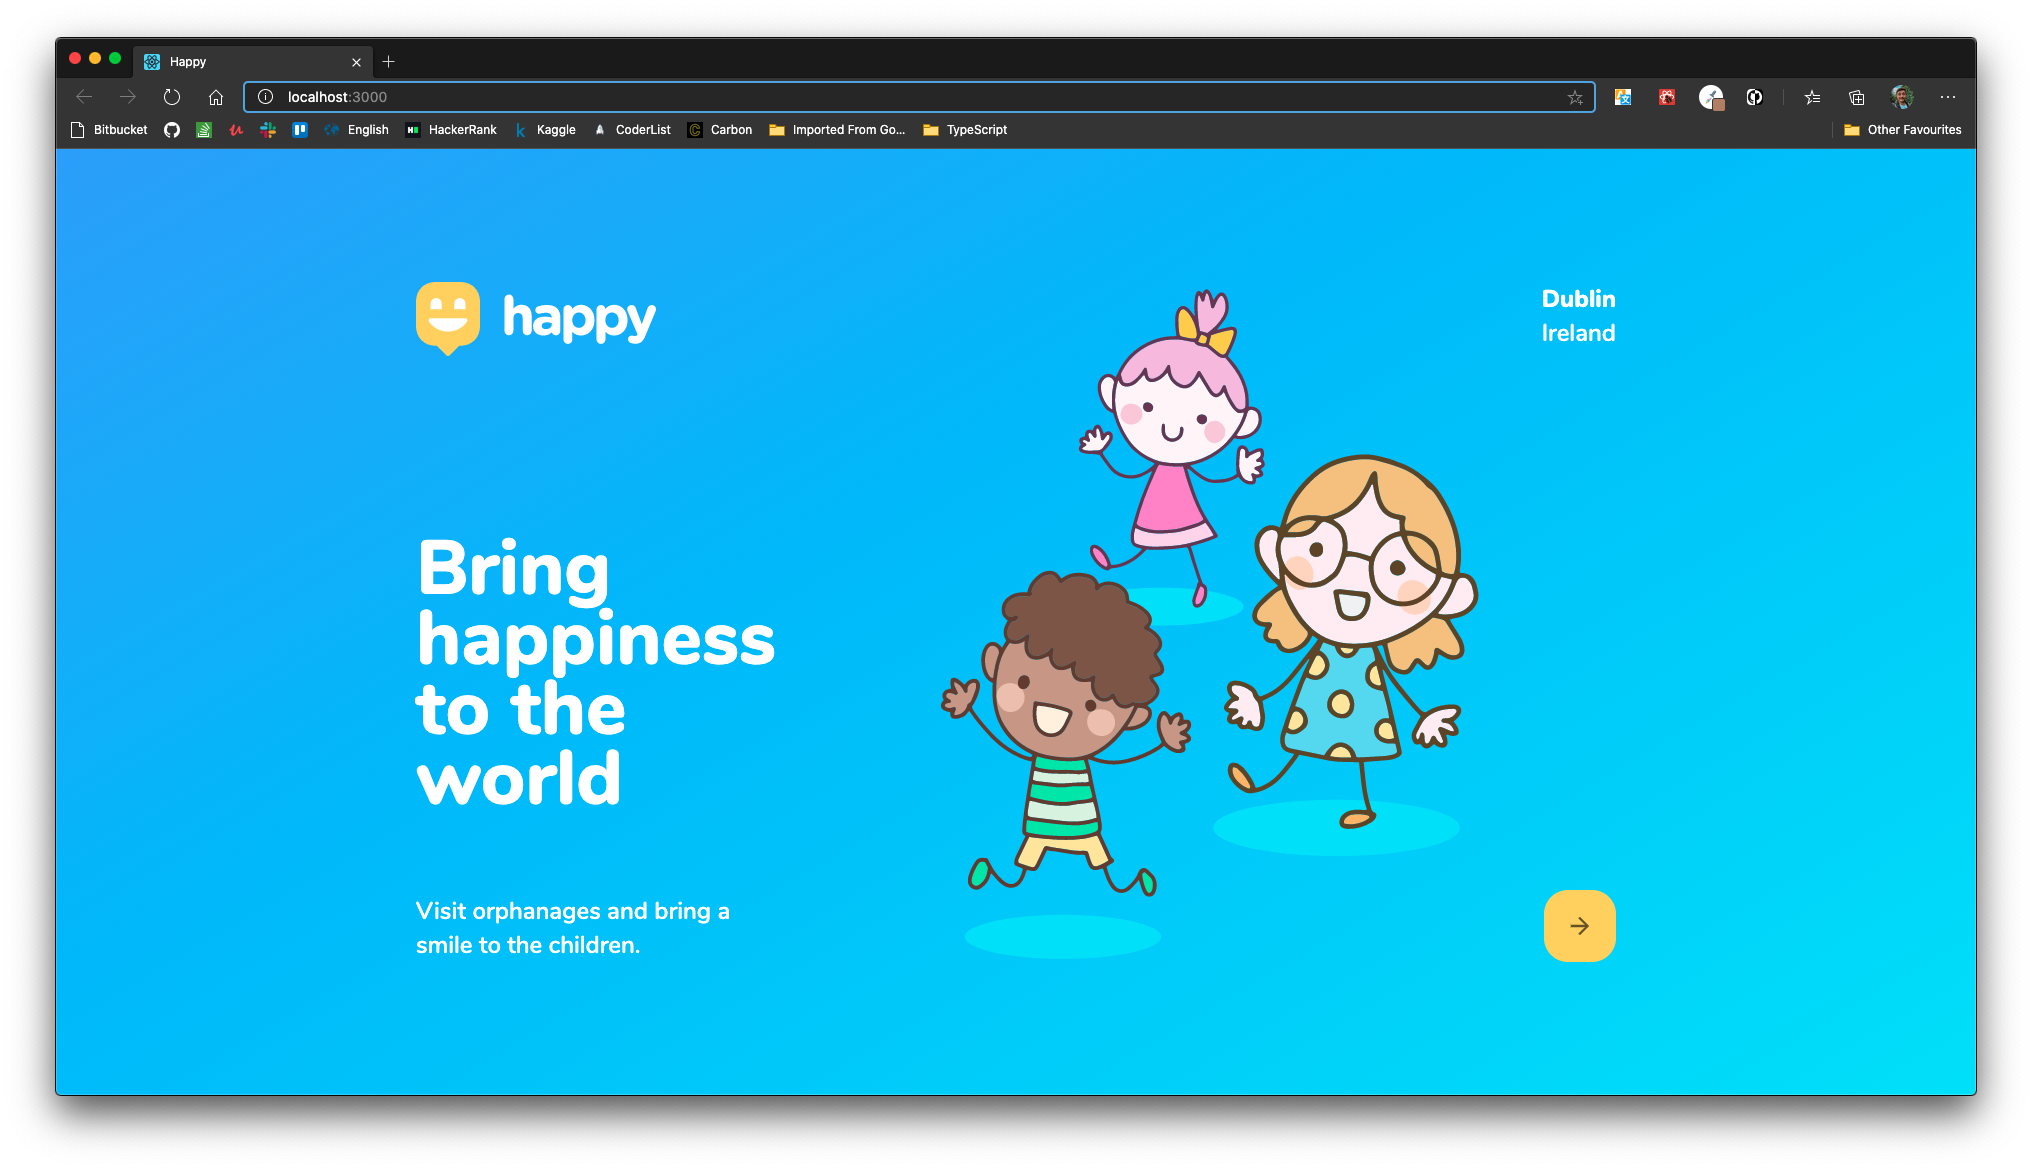 Happy
localhost:3000
Bitbucket English HackerRank Kaggle CoderList Carbon Imported From Go... TypeScript Other Favourites
happy
Dublin
Ireland
Bring
happiness
to the
world
Visit orphanages and bring a
smile to the children.